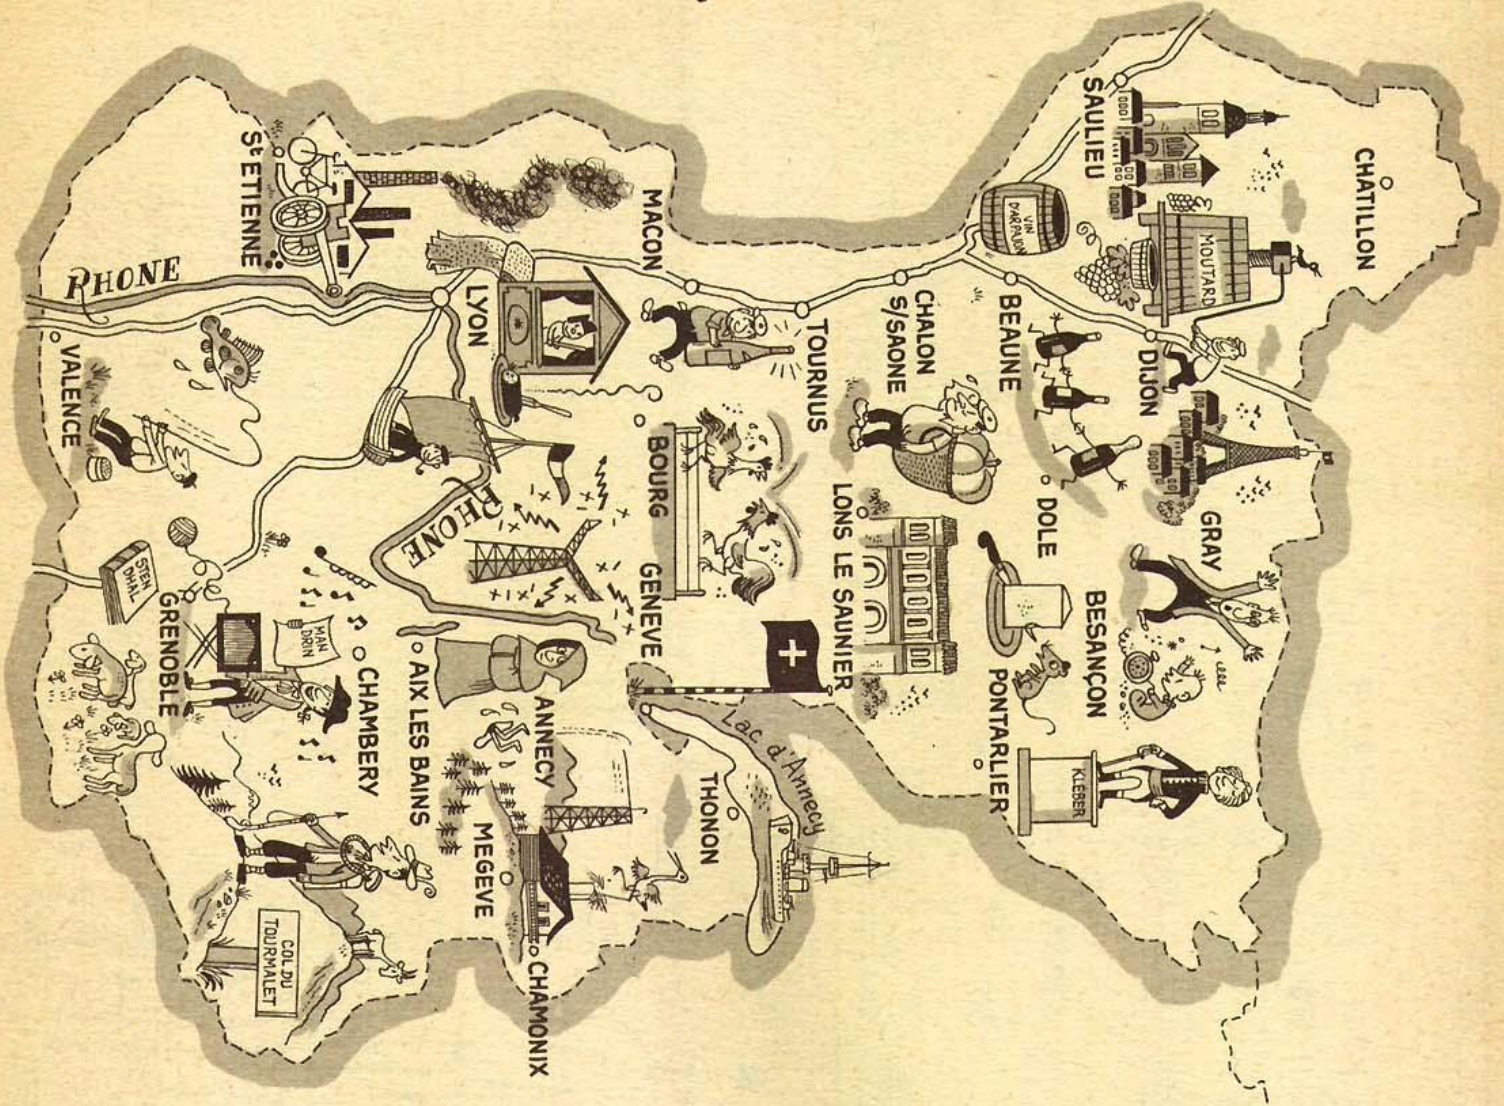 CHATILLON
SAULIEU
MOUTARD
DIJON
GRAY
VIN
D'ARPAJON
BEAUNE
DOLE
BESANÇON
KLEBER
PONTARLIER
CHALON
S/SAONE
LONS LE SAUNIER
TOURNUS
MACON
BOURG
GENEVE
Lac d'Annecy
THONON
LYON
RHONE
ANNECY
MEGEVE
CHAMONIX
AIX LES BAINS
CHAMBERY
MAN
DRIN
St ETIENNE
COL DU
TOURMALET
GRENOBLE
STEN
DHAL
RHONE
VALENCE